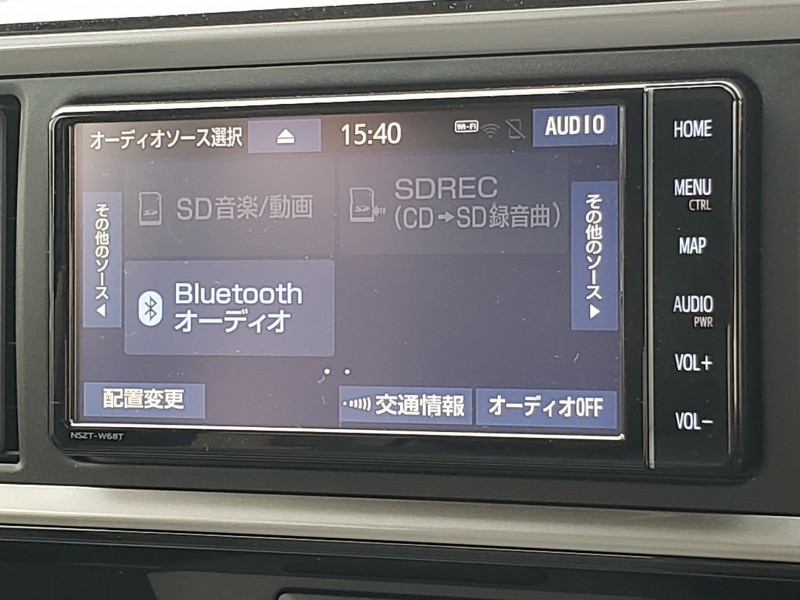 オーディオソース選択
15:40
Wi-Fi
AUDIO
HOME
MENU
CTRL
MAP
AUDIO
PWR
VOL+
VOL−
その他のソース◀
SD音楽/動画
SDREC
(CD➔SD録音曲)
その他のソース▶
Bluetooth
オーディオ
配置変更
交通情報
オーディオOFF
NSZT-W68T